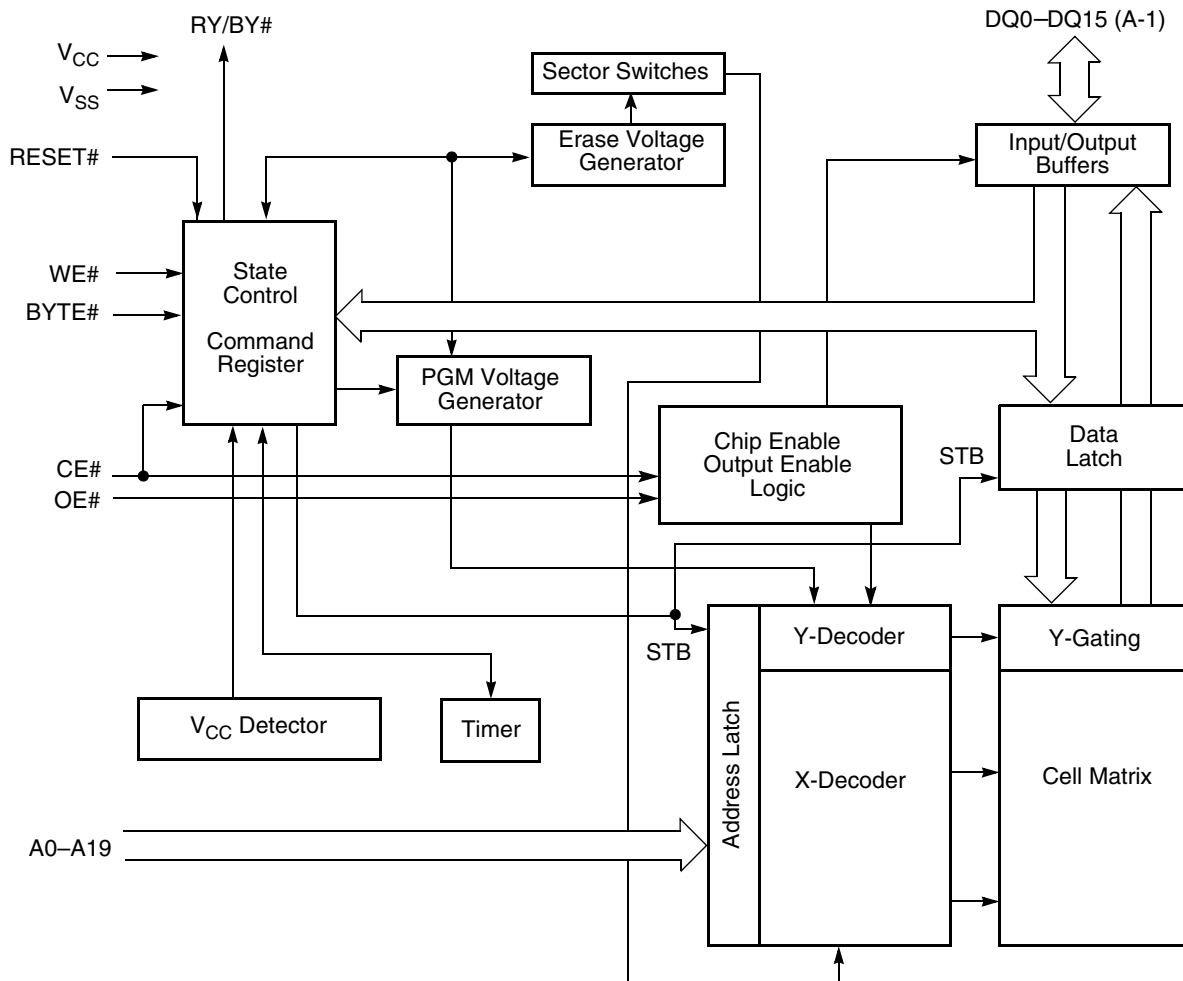 RY/BY#
DQ0–DQ15 (A-1)
VCC
VSS
Sector Switches
Erase Voltage
Generator
Input/Output
Buffers
RESET#
WE#
BYTE#
State
Control
Command
Register
PGM Voltage
Generator
Chip Enable
Output Enable
Logic
STB
Data
Latch
CE#
OE#
STB
Y-Decoder
Y-Gating
VCC Detector
Timer
Address Latch
X-Decoder
Cell Matrix
A0–A19